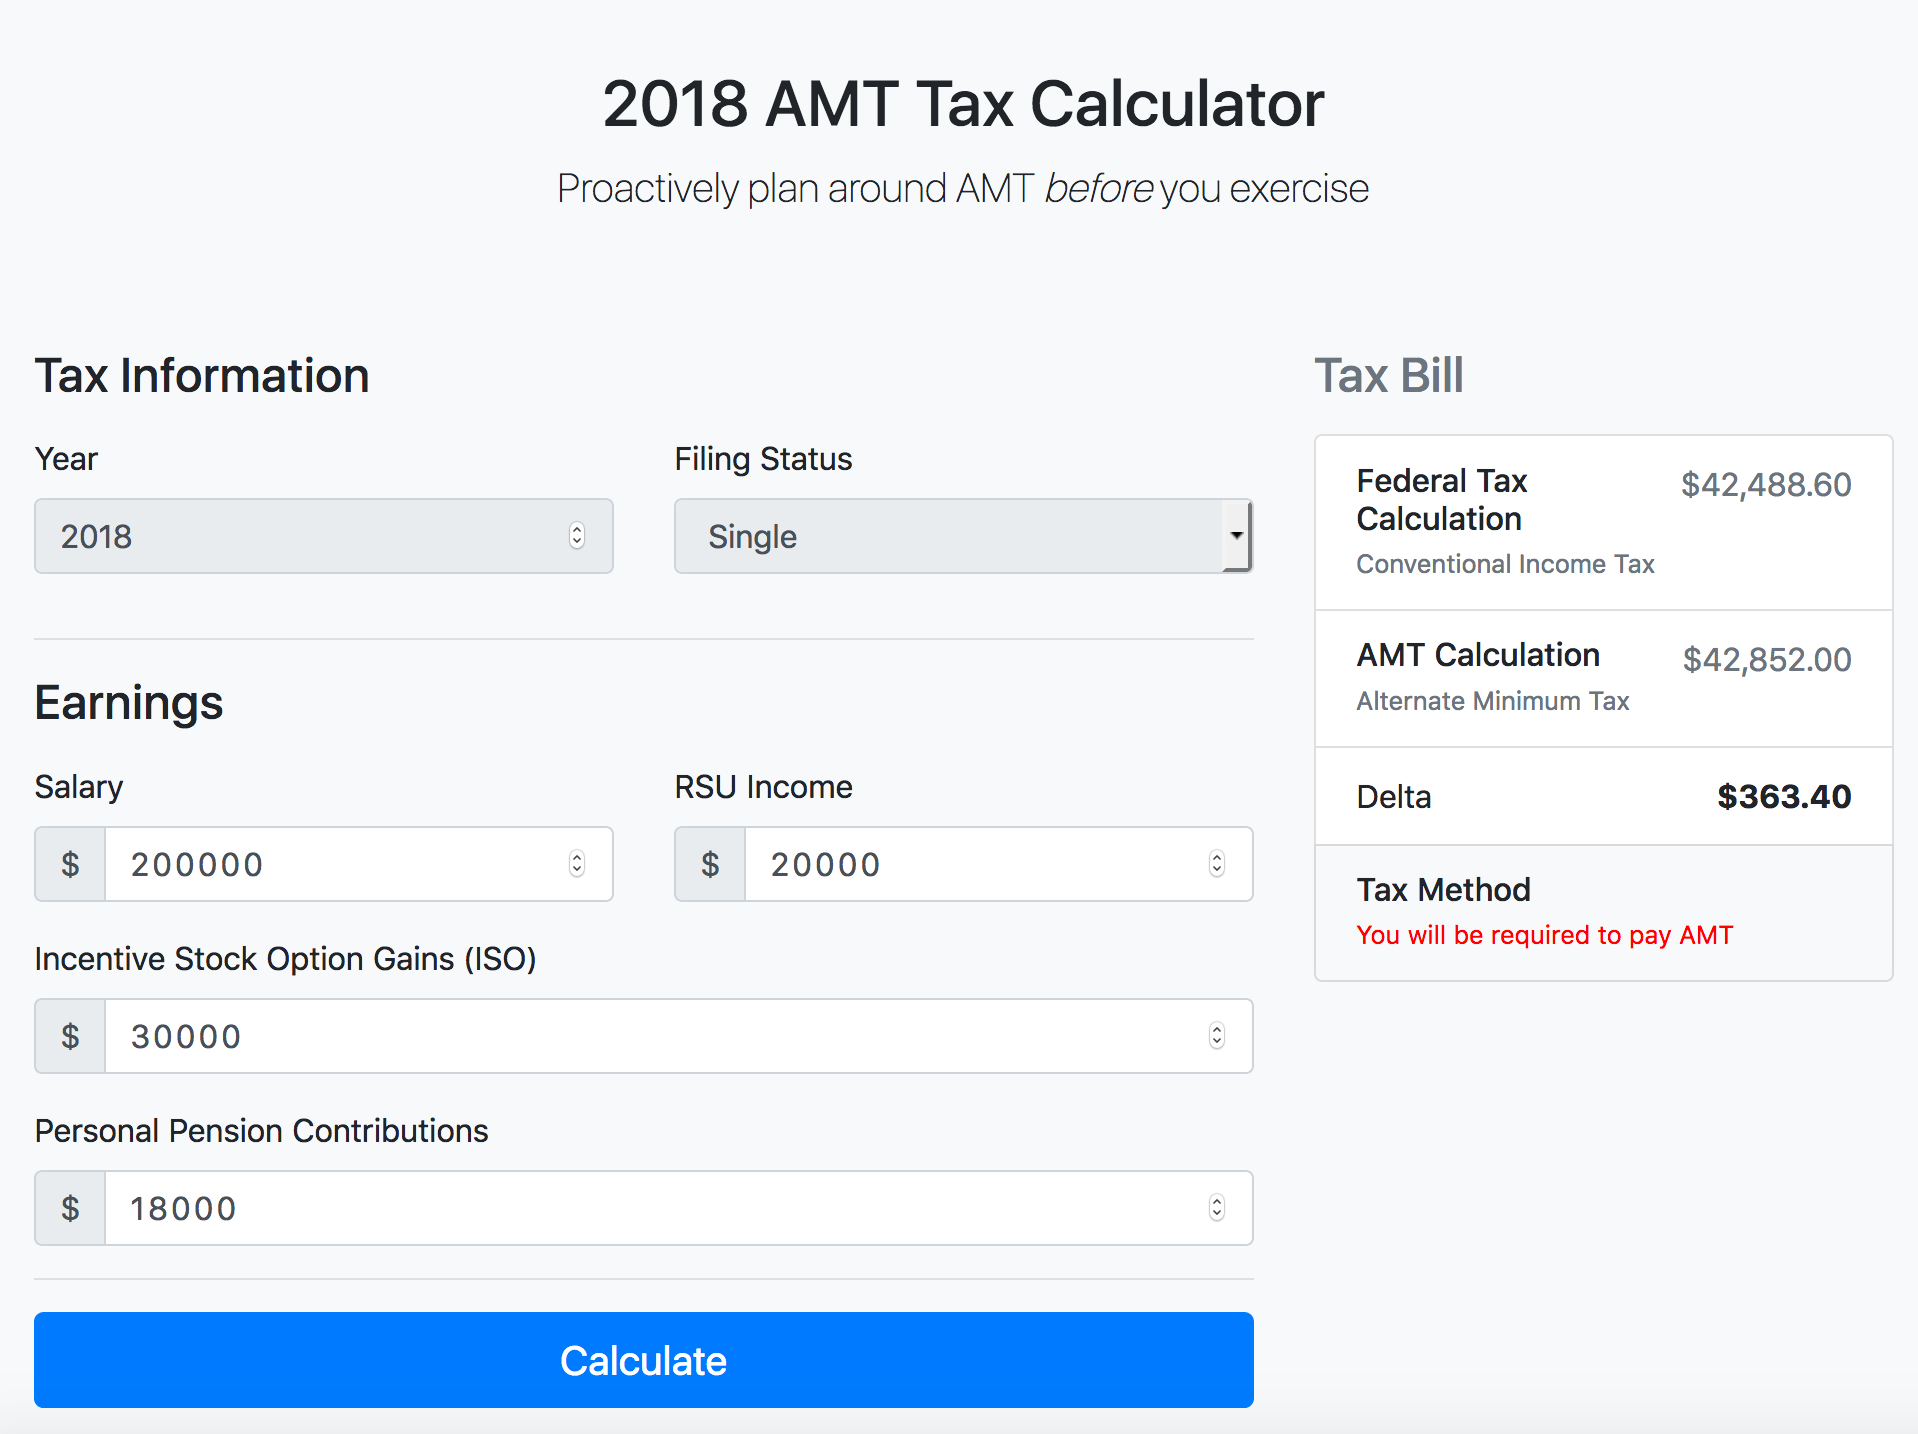 2018 AMT Tax Calculator
Proactively plan around AMT before you exercise
Tax Information
Year
Filing Status
2018
Single
Earnings
Salary
RSU Income
$ 200000
$ 20000
Incentive Stock Option Gains (ISO)
$ 30000
Personal Pension Contributions
$ 18000
Calculate
Tax Bill
Federal Tax
Calculation
$42,488.60
Conventional Income Tax
AMT Calculation
$42,852.00
Alternate Minimum Tax
Delta
$363.40
Tax Method
You will be required to pay AMT